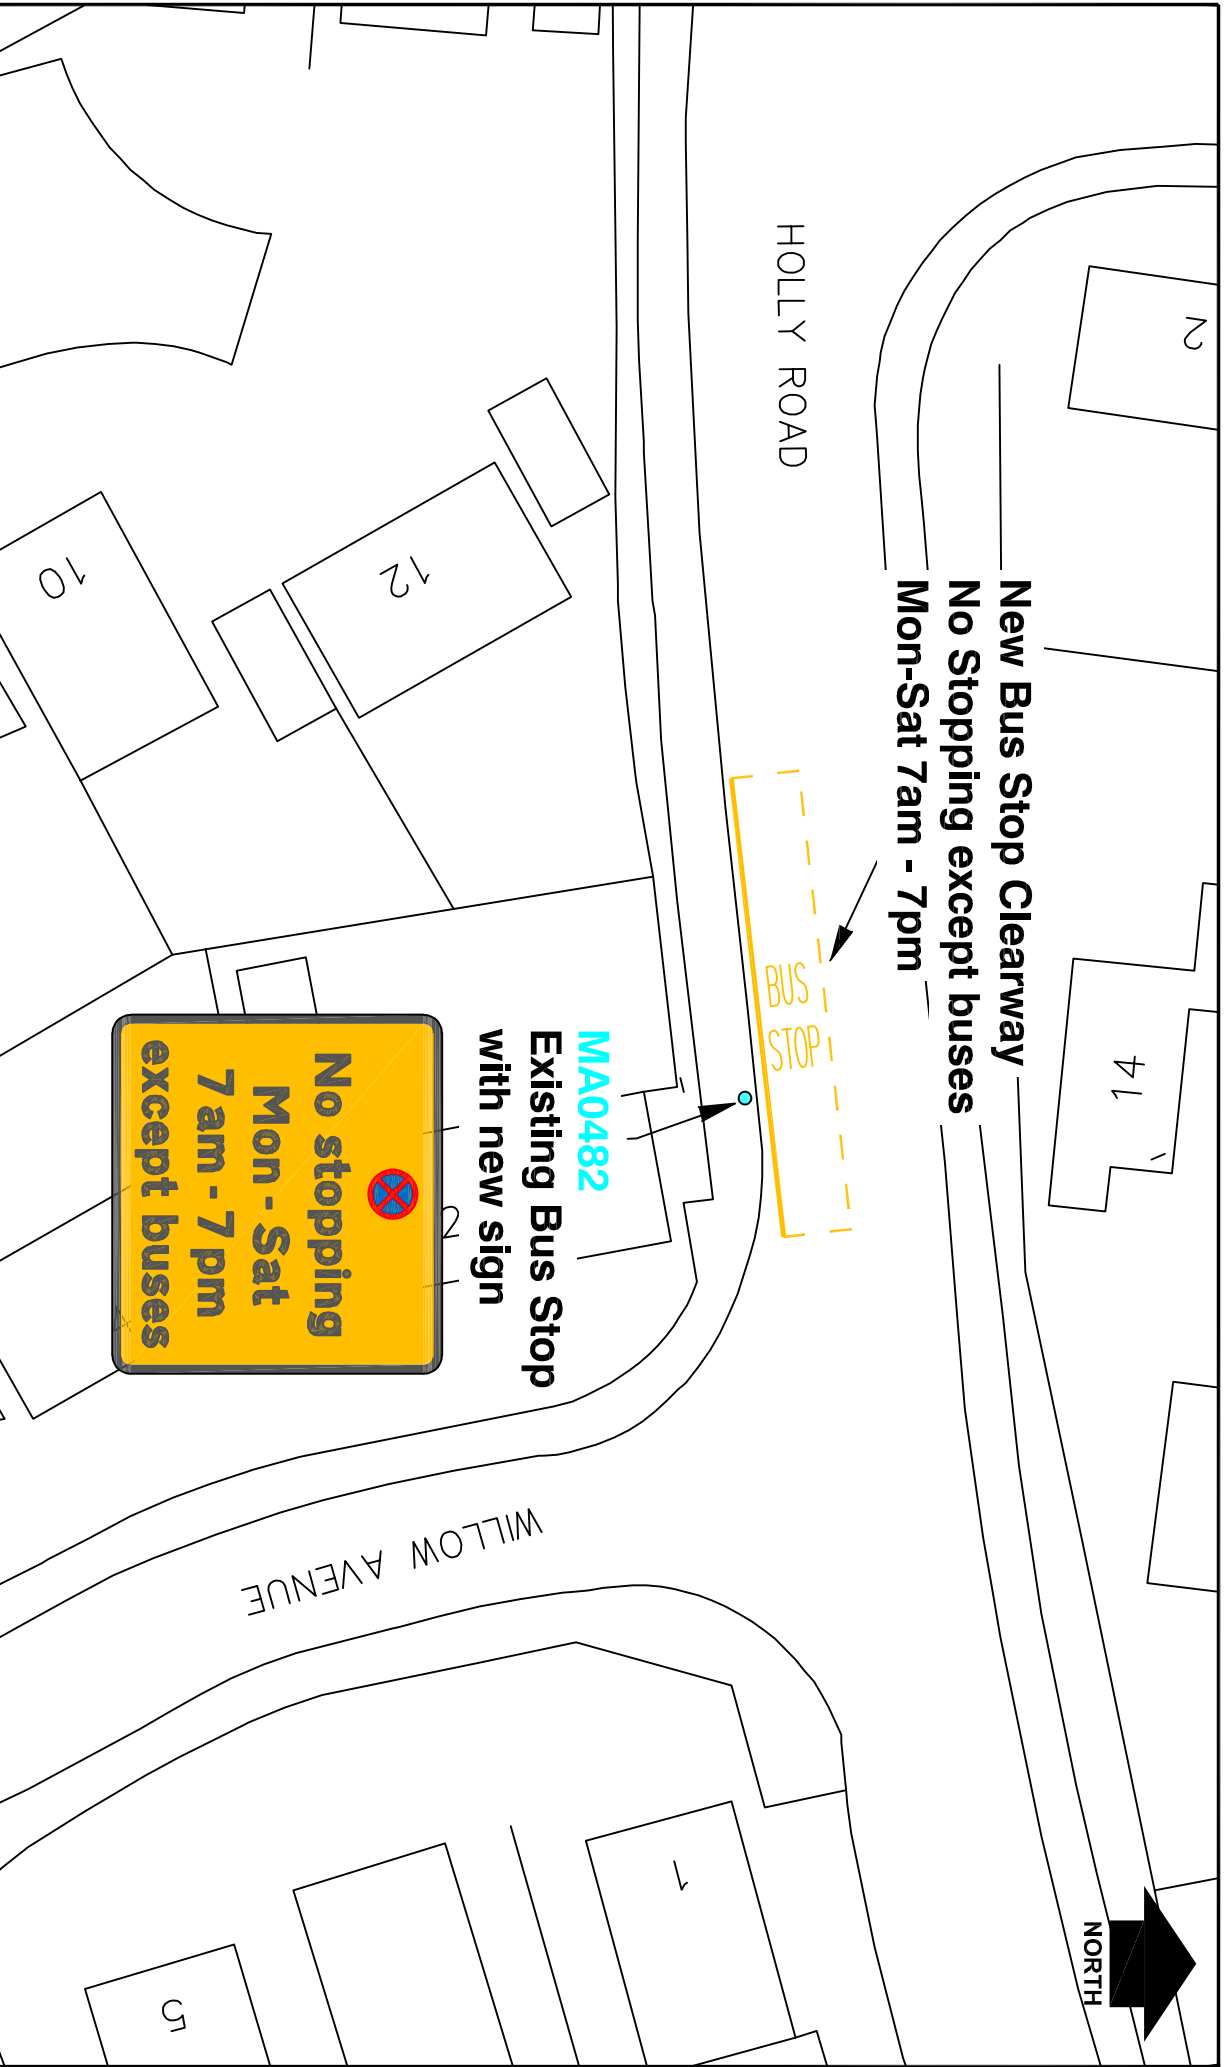 HOLLY ROAD
2
New Bus Stop Clearway
No Stopping except buses
Mon-Sat 7am - 7pm
14
12
10
BUS STOP
MA0482
Existing Bus Stop
with new sign
2
No stopping
Mon - Sat
7 am - 7 pm
except buses
4
WILLOW AVENUE
1
5
NORTH